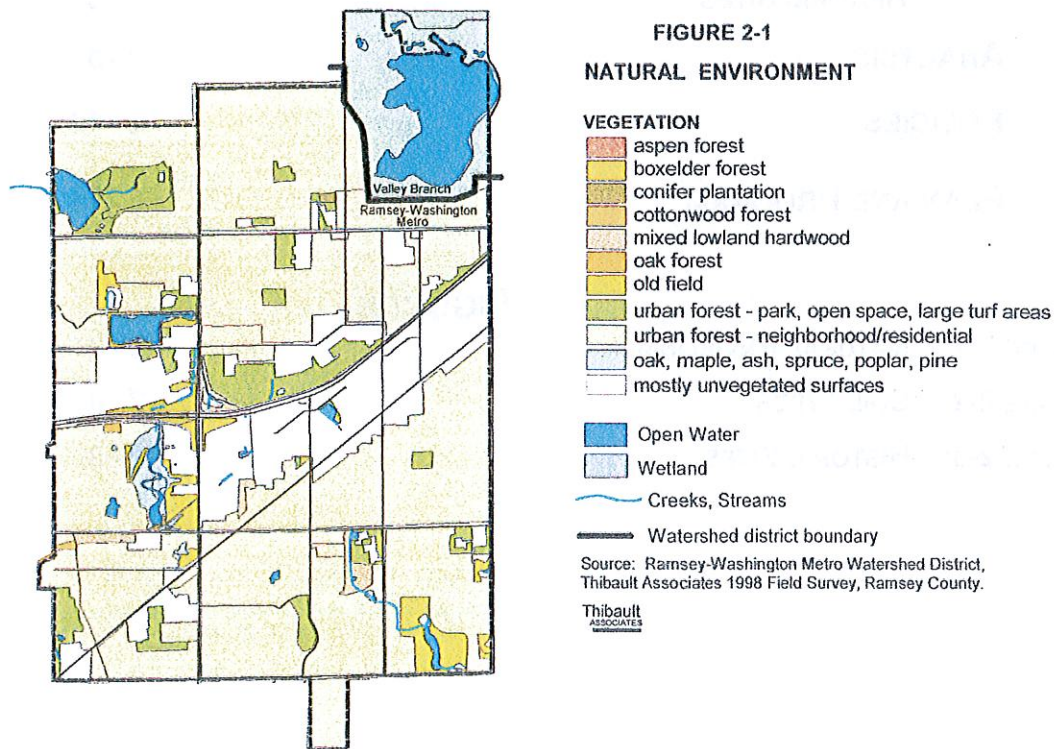 FIGURE 2-1
NATURAL ENVIRONMENT
VEGETATION
aspen forest
boxelder forest
conifer plantation
cottonwood forest
mixed lowland hardwood
oak forest
old field
urban forest - park, open space, large turf areas
urban forest - neighborhood/residential
oak, maple, ash, spruce, poplar, pine
mostly unvegetated surfaces
Open Water
Wetland
Creeks, Streams
Watershed district boundary
Source: Ramsey-Washington Metro Watershed District,
Thibault Associates 1998 Field Survey, Ramsey County.
Thibault
ASSOCIATES
Valley Branch
Ramsey-Washington
Metro